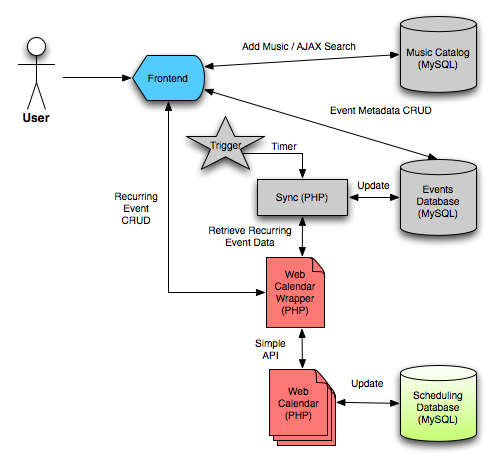 Add Music / AJAX Search
Music Catalog
(MySQL)
Frontend
User
Event Metadata CRUD
Trigger
Timer
Recurring
Event
CRUD
Sync (PHP)
Update
Events
Database
(MySQL)
Retrieve Recurring
Event Data
Web
Calendar
Wrapper
(PHP)
Simple
API
Web
Calendar
(PHP)
Update
Scheduling
Database
(MySQL)